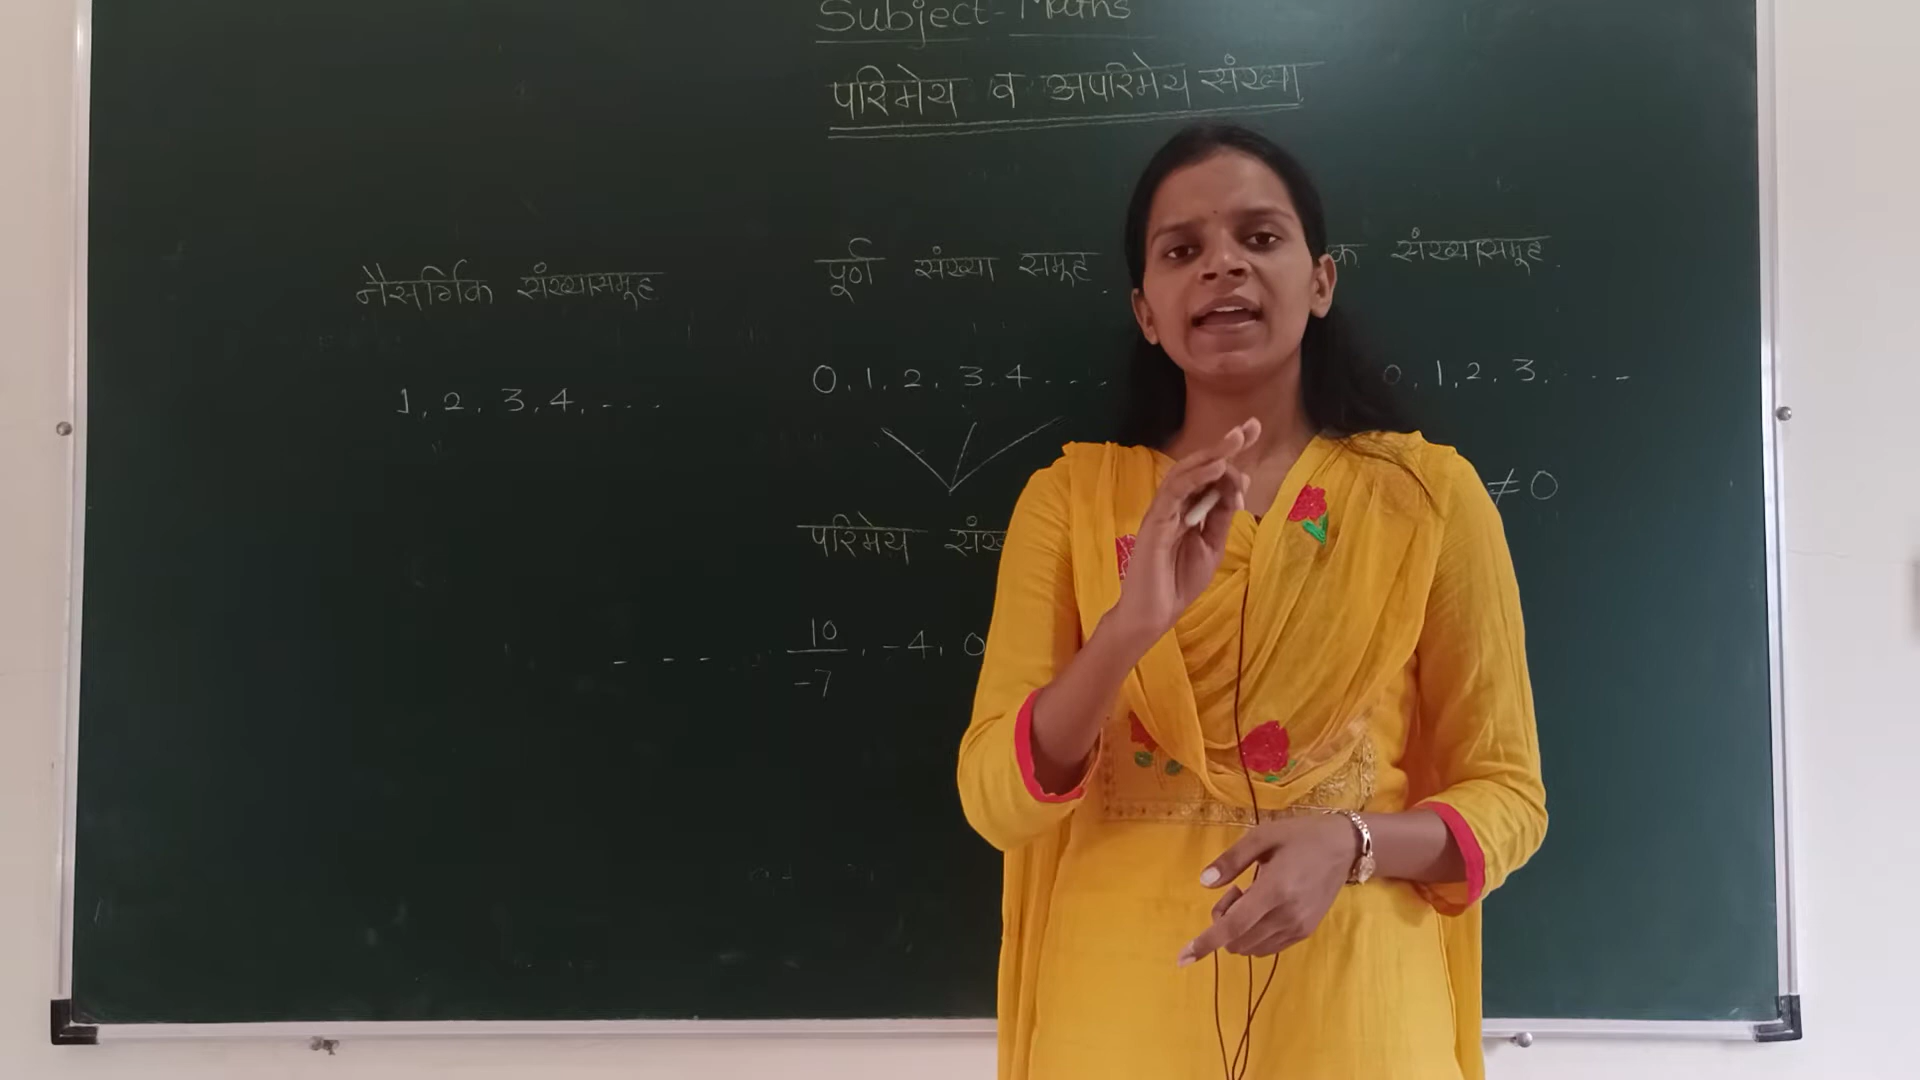 Subject - Maths
परिमेय व अपरिमेय संख्या
नैसर्गिक संख्यासमूह
पूर्ण संख्या समूह.
संख्यासमूह.
1, 2, 3, 4, ...
0, 1, 2, 3, 4 ....
0, 1, 2, 3, ...
≠ 0
परिमेय
--- 10/-7, -4, 0